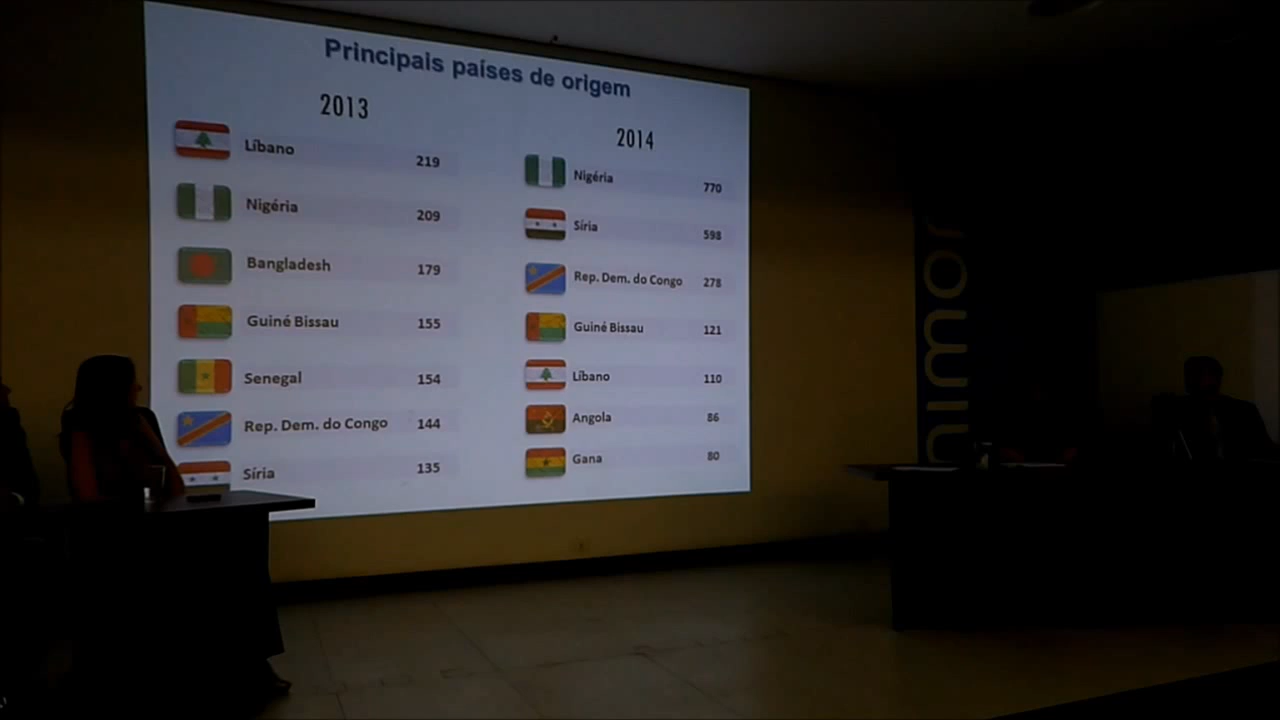 Principais países de origem
2013
Líbano 219
Nigéria 209
Bangladesh 179
Guiné Bissau 155
Senegal 154
Rep. Dem. do Congo 144
Síria 135
2014
Nigéria 770
Síria 598
Rep. Dem. do Congo 278
Guiné Bissau 121
Líbano 110
Angola 86
Gana 80